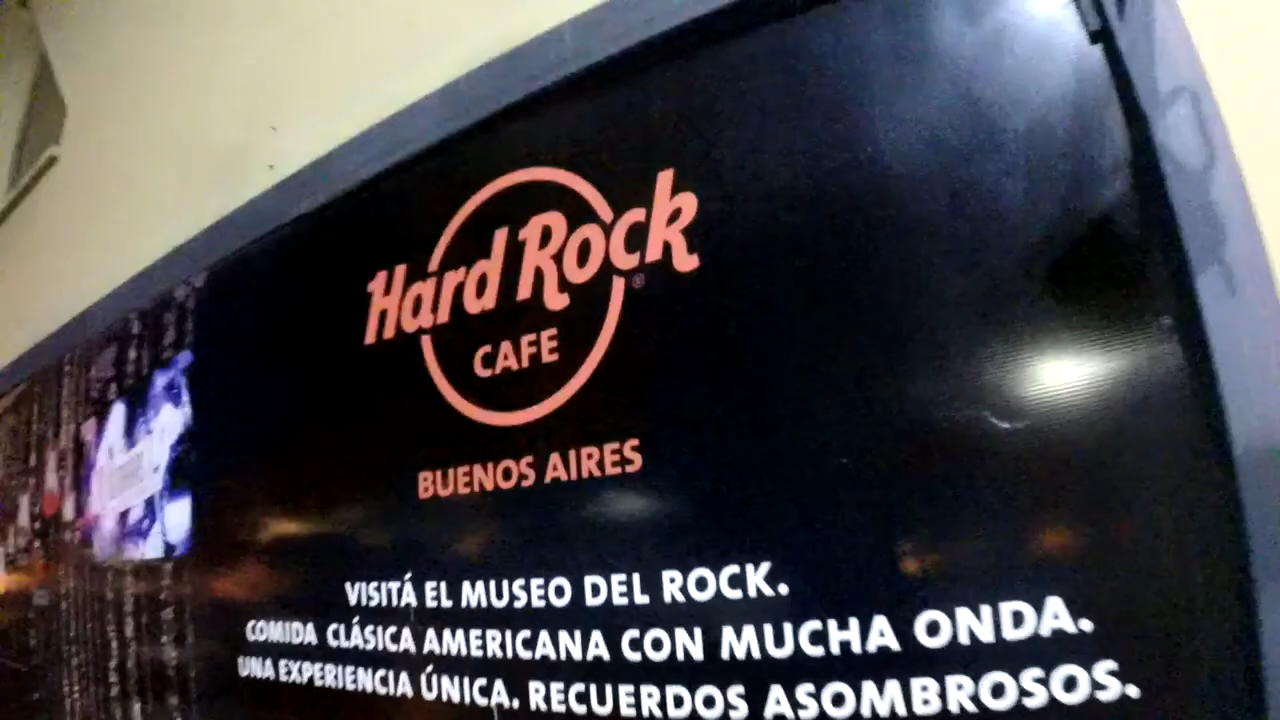 Hard Rock
CAFE
BUENOS AIRES
VISITÁ EL MUSEO DEL ROCK.
COMIDA CLÁSICA AMERICANA CON MUCHA ONDA.
UNA EXPERIENCIA ÚNICA. RECUERDOS ASOMBROSOS.